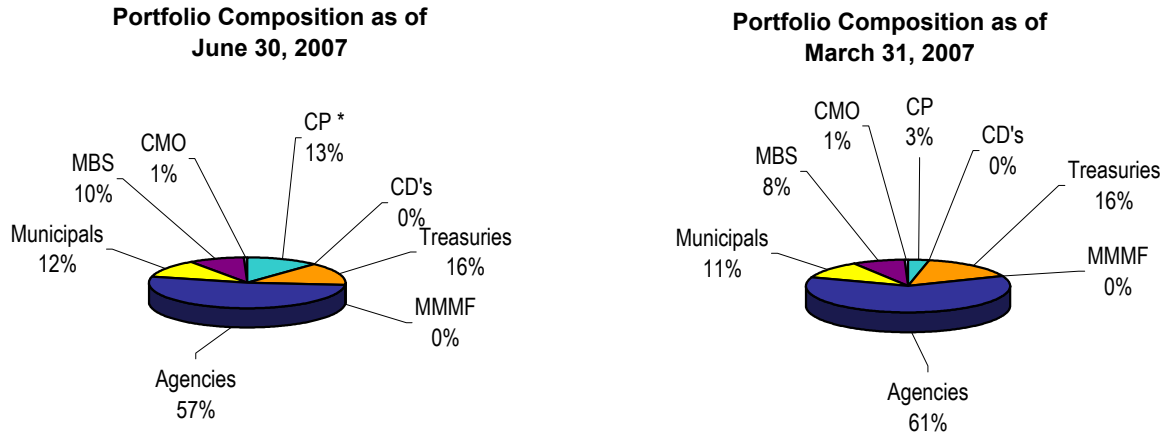 Portfolio Composition as of
June 30, 2007
CP *
13%
CMO
1%
MBS
10%
CD's
0%
Municipals
12%
Treasuries
16%
MMMF
0%
Agencies
57%
Portfolio Composition as of
March 31, 2007
CMO
1%
CP
3%
CD's
0%
MBS
8%
Treasuries
16%
Municipals
11%
MMMF
0%
Agencies
61%